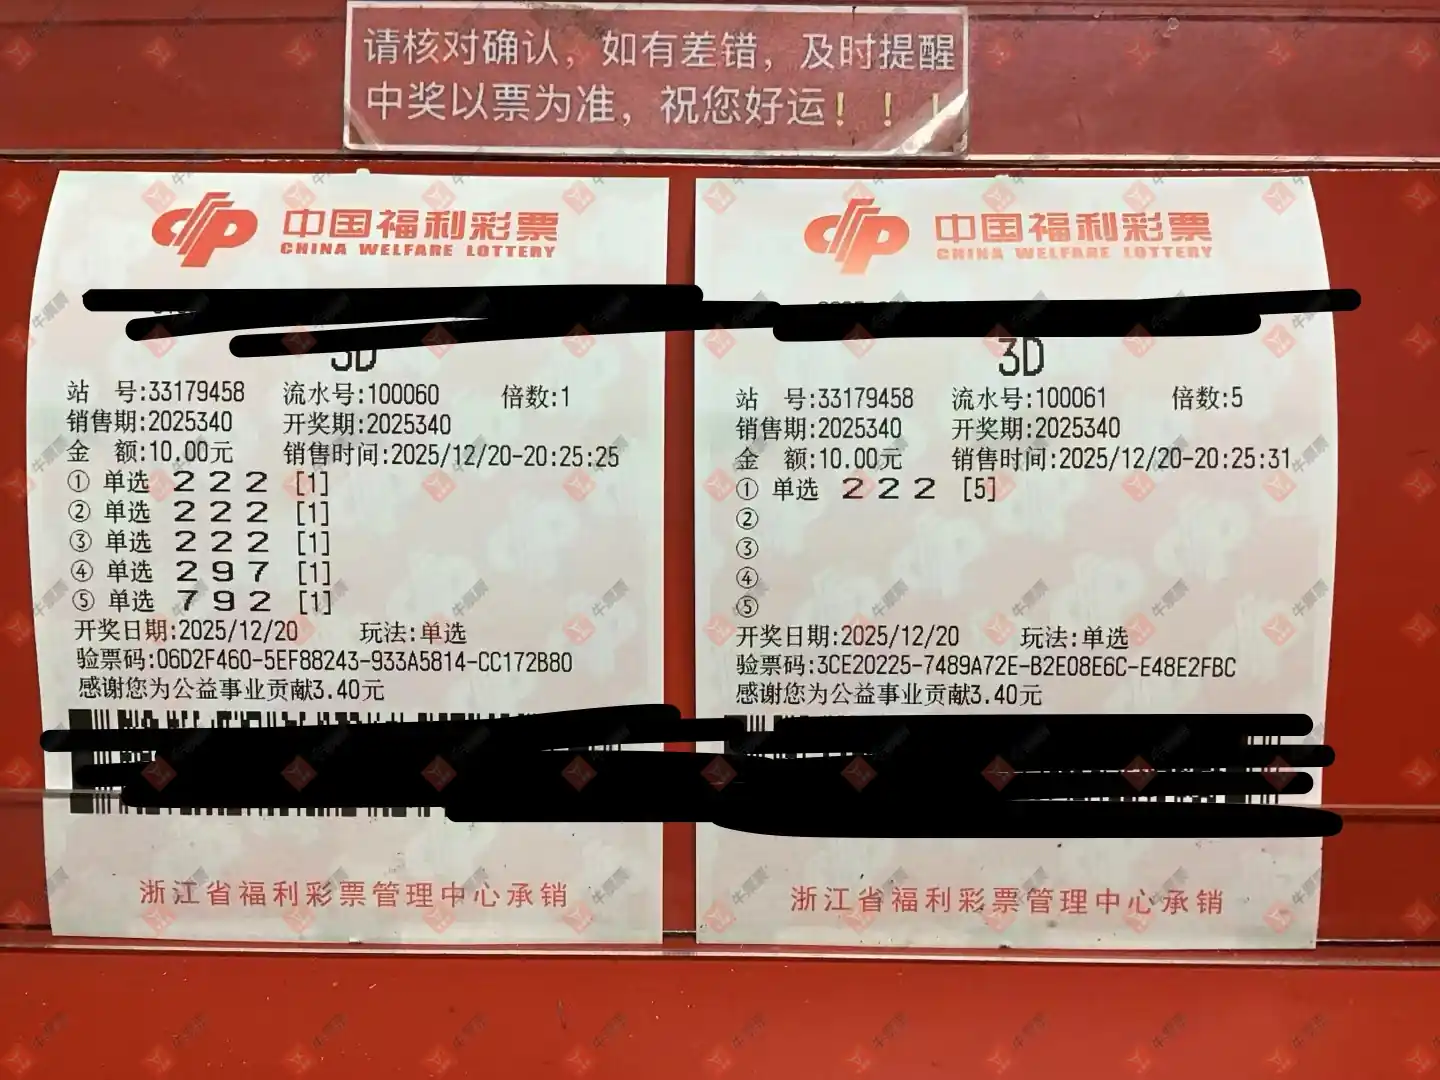 请核对确认，如有差错，及时提醒
中奖以票为准，祝您好运！！！
中国福利彩票
CHINA WELFARE LOTTERY
3D
站 号:33179458 流水号:100060 倍数:1
销售期:2025340 开奖期:2025340
金 额:10.00元 销售时间:2025/12/20-20:25:25
① 单选 2 2 2 [1]
② 单选 2 2 2 [1]
③ 单选 2 2 2 [1]
④ 单选 2 9 7 [1]
⑤ 单选 7 9 2 [1]
开奖日期:2025/12/20 玩法:单选
验票码:06D2F460-5EF88243-933A5814-CC172B80
感谢您为公益事业贡献3.40元
浙江省福利彩票管理中心承销
中国福利彩票
CHINA WELFARE LOTTERY
3D
站 号:33179458 流水号:100061 倍数:5
销售期:2025340 开奖期:2025340
金 额:10.00元 销售时间:2025/12/20-20:25:31
① 单选 2 2 2 [5]
②
③
④
⑤
开奖日期:2025/12/20 玩法:单选
验票码:3CE20225-7489A72E-B2E08E6C-E48E2FBC
感谢您为公益事业贡献3.40元
浙江省福利彩票管理中心承销